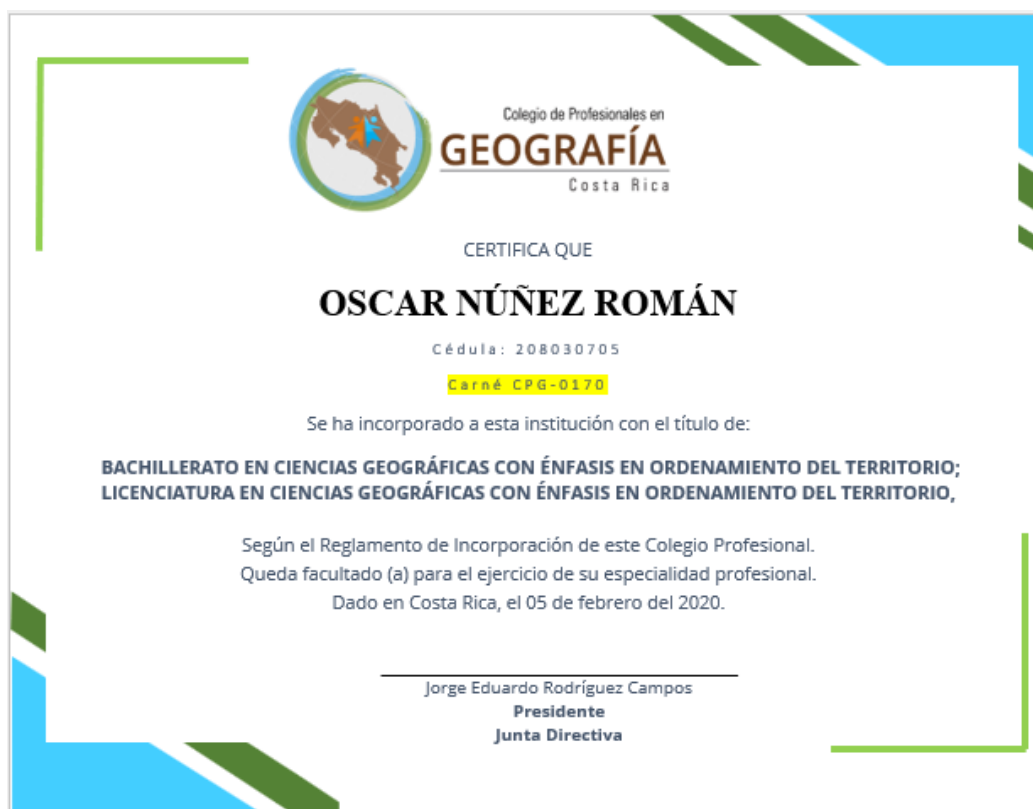 Colegio de Profesionales en
GEOGRAFÍA
Costa Rica
CERTIFICA QUE
OSCAR NÚÑEZ ROMÁN
Cédula: 208030705
Carné CPG-0170
Se ha incorporado a esta institución con el título de:
BACHILLERATO EN CIENCIAS GEOGRÁFICAS CON ÉNFASIS EN ORDENAMIENTO DEL TERRITORIO;
LICENCIATURA EN CIENCIAS GEOGRÁFICAS CON ÉNFASIS EN ORDENAMIENTO DEL TERRITORIO,
Según el Reglamento de Incorporación de este Colegio Profesional.
Queda facultado (a) para el ejercicio de su especialidad profesional.
Dado en Costa Rica, el 05 de febrero del 2020.
Jorge Eduardo Rodríguez Campos
Presidente
Junta Directiva